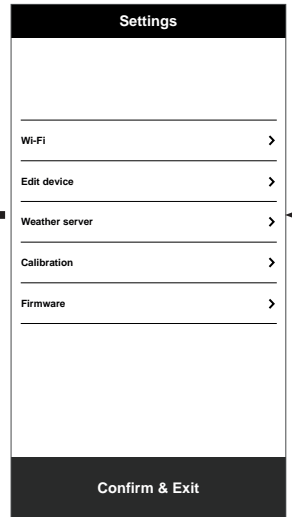 Settings
Wi-Fi
Edit device
Weather server
Calibration
Firmware
Confirm & Exit